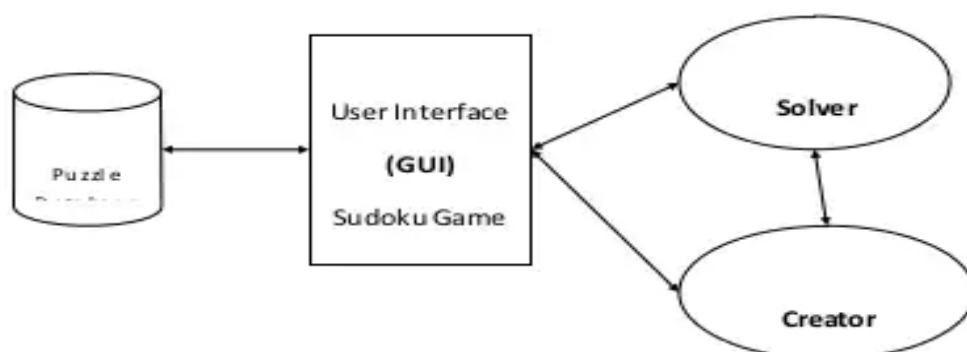 Puzzle
User Interface
(GUI)
Sudoku Game
Solver
Creator